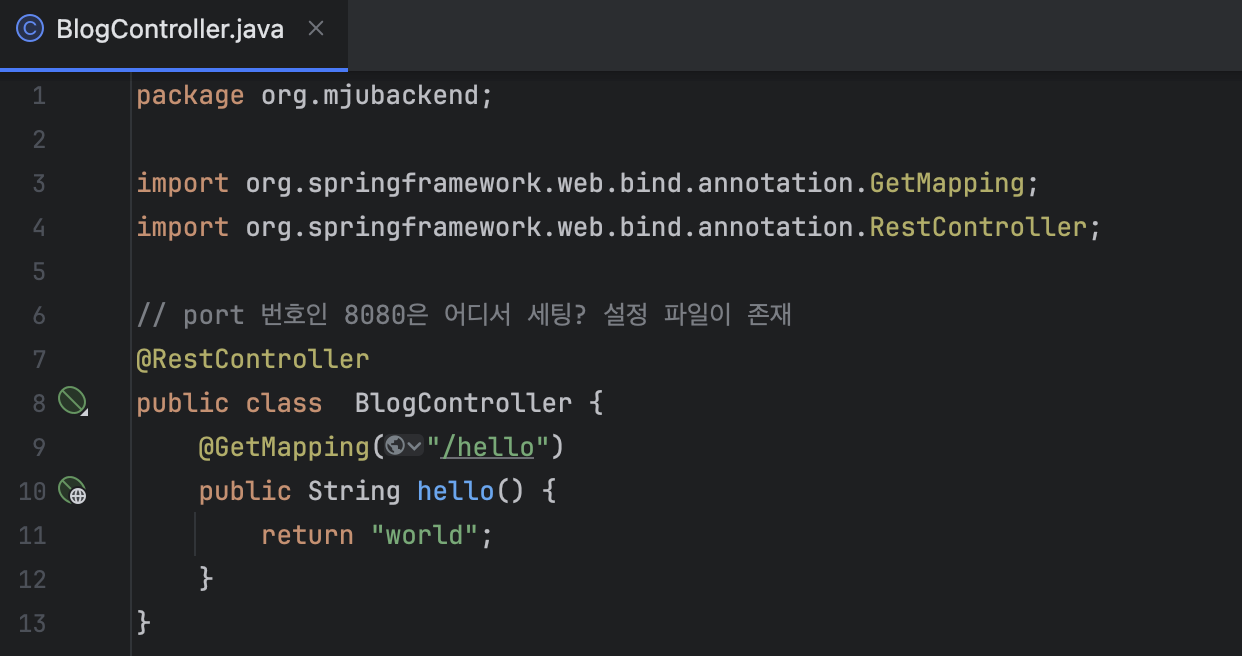 BlogController.java
1 package org.mjubackend;
2
3 import org.springframework.web.bind.annotation.GetMapping;
4 import org.springframework.web.bind.annotation.RestController;
5
6 // port 번호인 8080은 어디서 세팅? 설정 파일이 존재
7 @RestController
8 public class  BlogController {
9 @GetMapping("/hello")
10 public String hello() {
11 return "world";
12 }
13 }